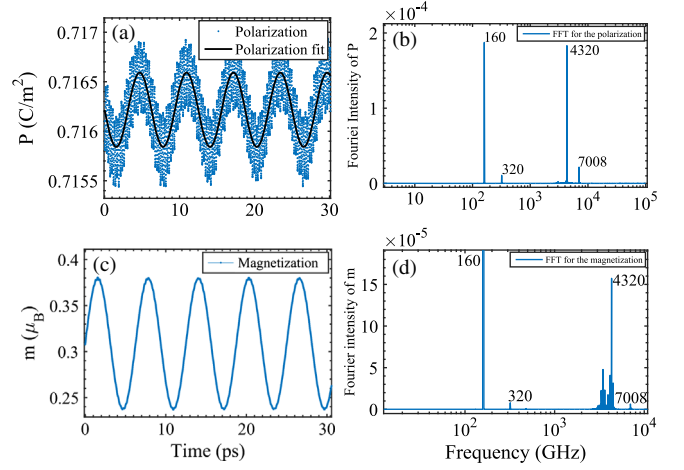 (a)
Polarization
Polarization fit
P (C/m²)
0.717
0.7165
0.716
0.7155
0
10
20
30
(b)
×10⁻⁴
FFT for the polarization
Fouriei Intensity of P
2
1
0
160
4320
320
7008
10
10²
10³
10⁴
10⁵
(c)
Magnetization
m (μ_B)
0.4
0.35
0.3
0.25
0
10
20
30
Time (ps)
(d)
×10⁻⁵
FFT for the magnetization
Fourier intensity of m
15
10
5
0
160
4320
320
7008
10²
10³
10⁴
Frequency (GHz)